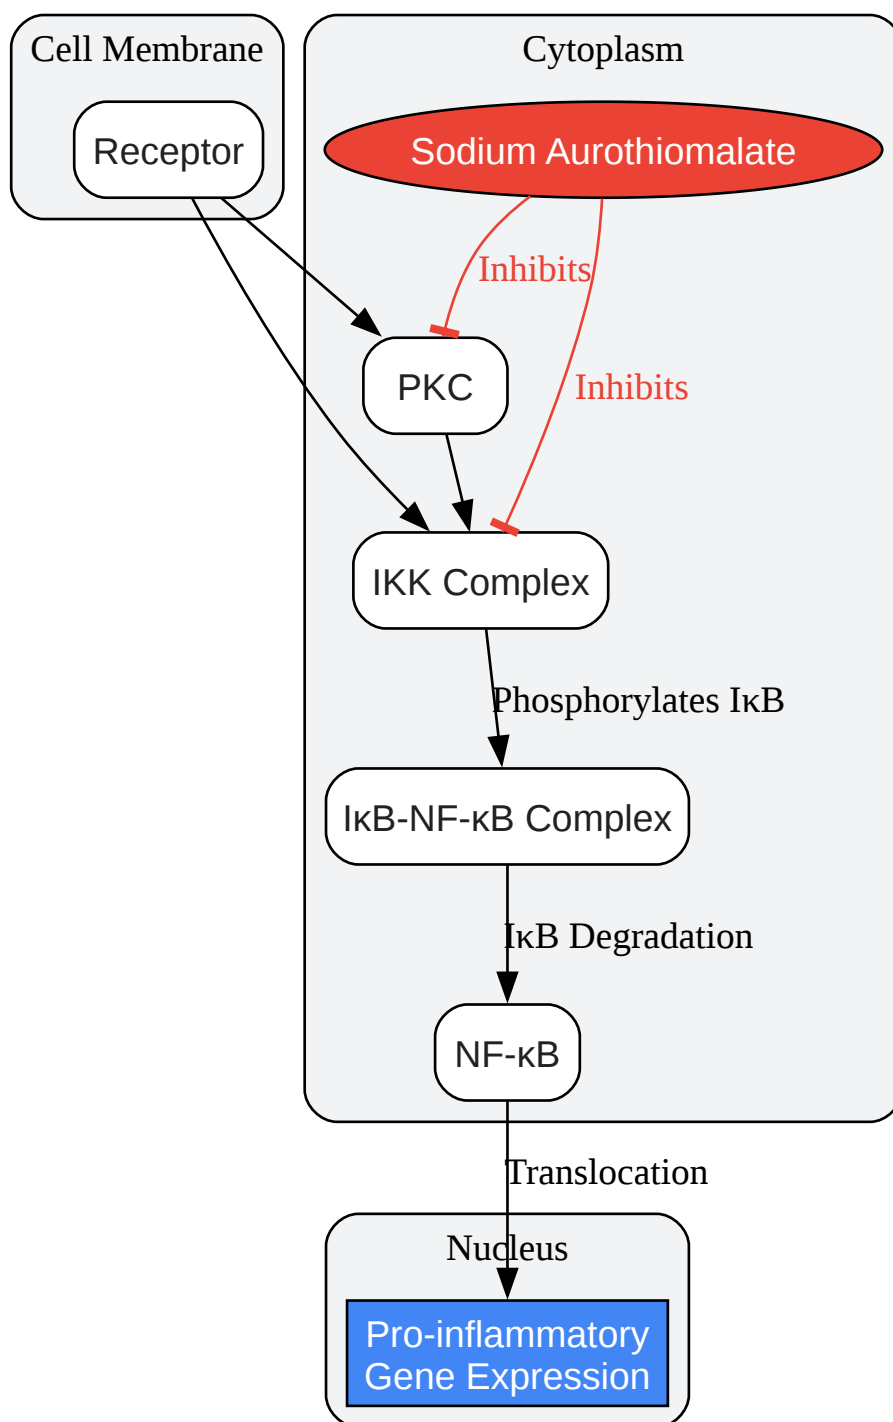 Cell Membrane
Cytoplasm
Receptor
Sodium Aurothiomalate
Inhibits
PKC
Inhibits
IKK Complex
Phosphorylates IκB
IκB-NF-κB Complex
IκB Degradation
NF-κB
Translocation
Nucleus
Pro-inflammatory
Gene Expression